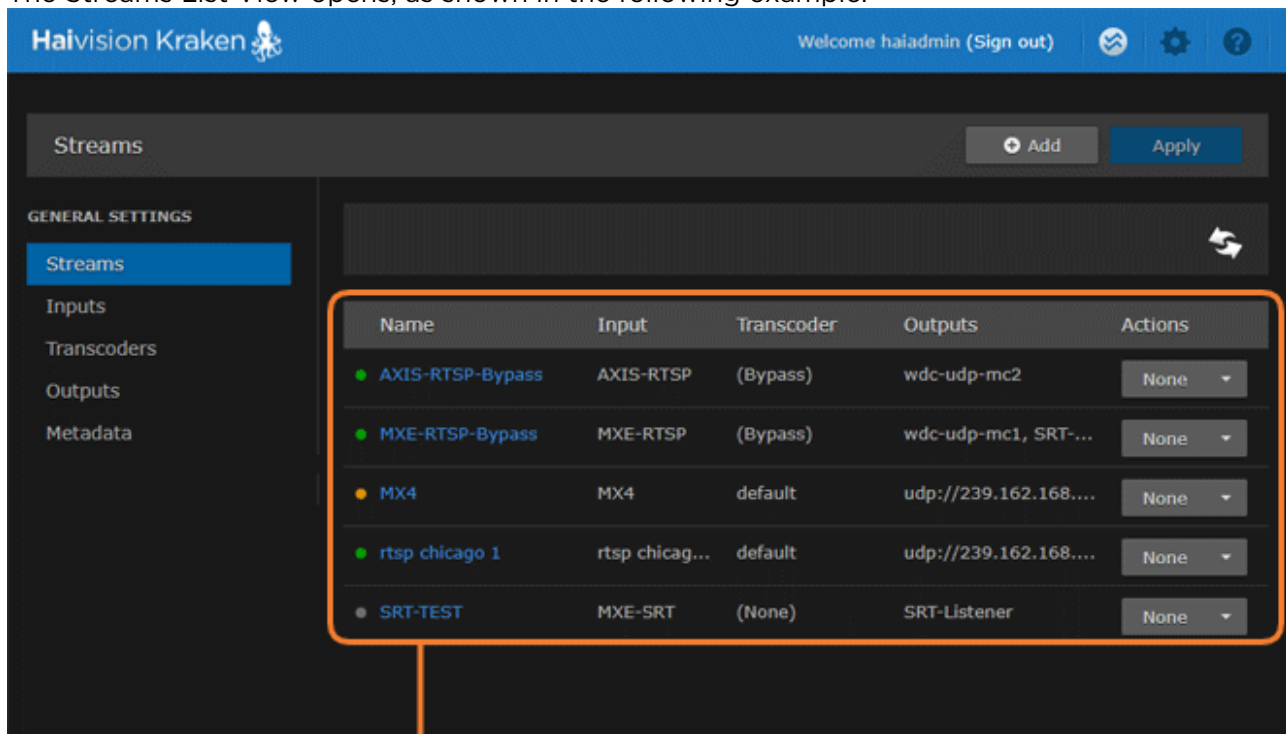 The Streams List View opens, as shown in the following example.
Haivision Kraken
Welcome haiadmin (Sign out)
Streams
Add
Apply
GENERAL SETTINGS
Streams
Inputs
Transcoders
Outputs
Metadata
Name Input Transcoder Outputs Actions
AXIS-RTSP-Bypass AXIS-RTSP (Bypass) wdc-udp-mc2 None
MXE-RTSP-Bypass MXE-RTSP (Bypass) wdc-udp-mc1, SRT-... None
MX4 MX4 default udp://239.162.168.... None
rtsp chicago 1 rtsp chicag... default udp://239.162.168.... None
SRT-TEST MXE-SRT (None) SRT-Listener None